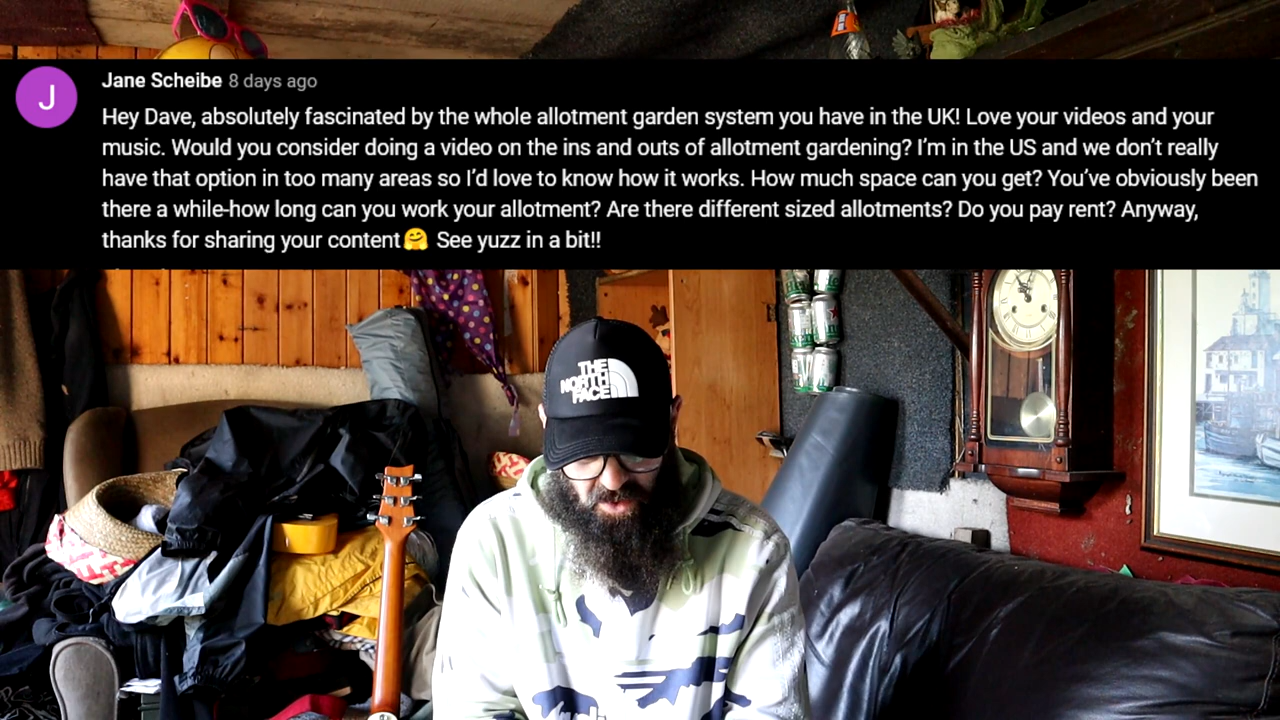 J
Jane Scheibe 8 days ago
Hey Dave, absolutely fascinated by the whole allotment garden system you have in the UK! Love your videos and your
music. Would you consider doing a video on the ins and outs of allotment gardening? I'm in the US and we don't really
have that option in too many areas so I'd love to know how it works. How much space can you get? You've obviously been
there a while-how long can you work your allotment? Are there different sized allotments? Do you pay rent? Anyway,
thanks for sharing your content🤗 See yuzz in a bit!!
THE
NORTH
FACE